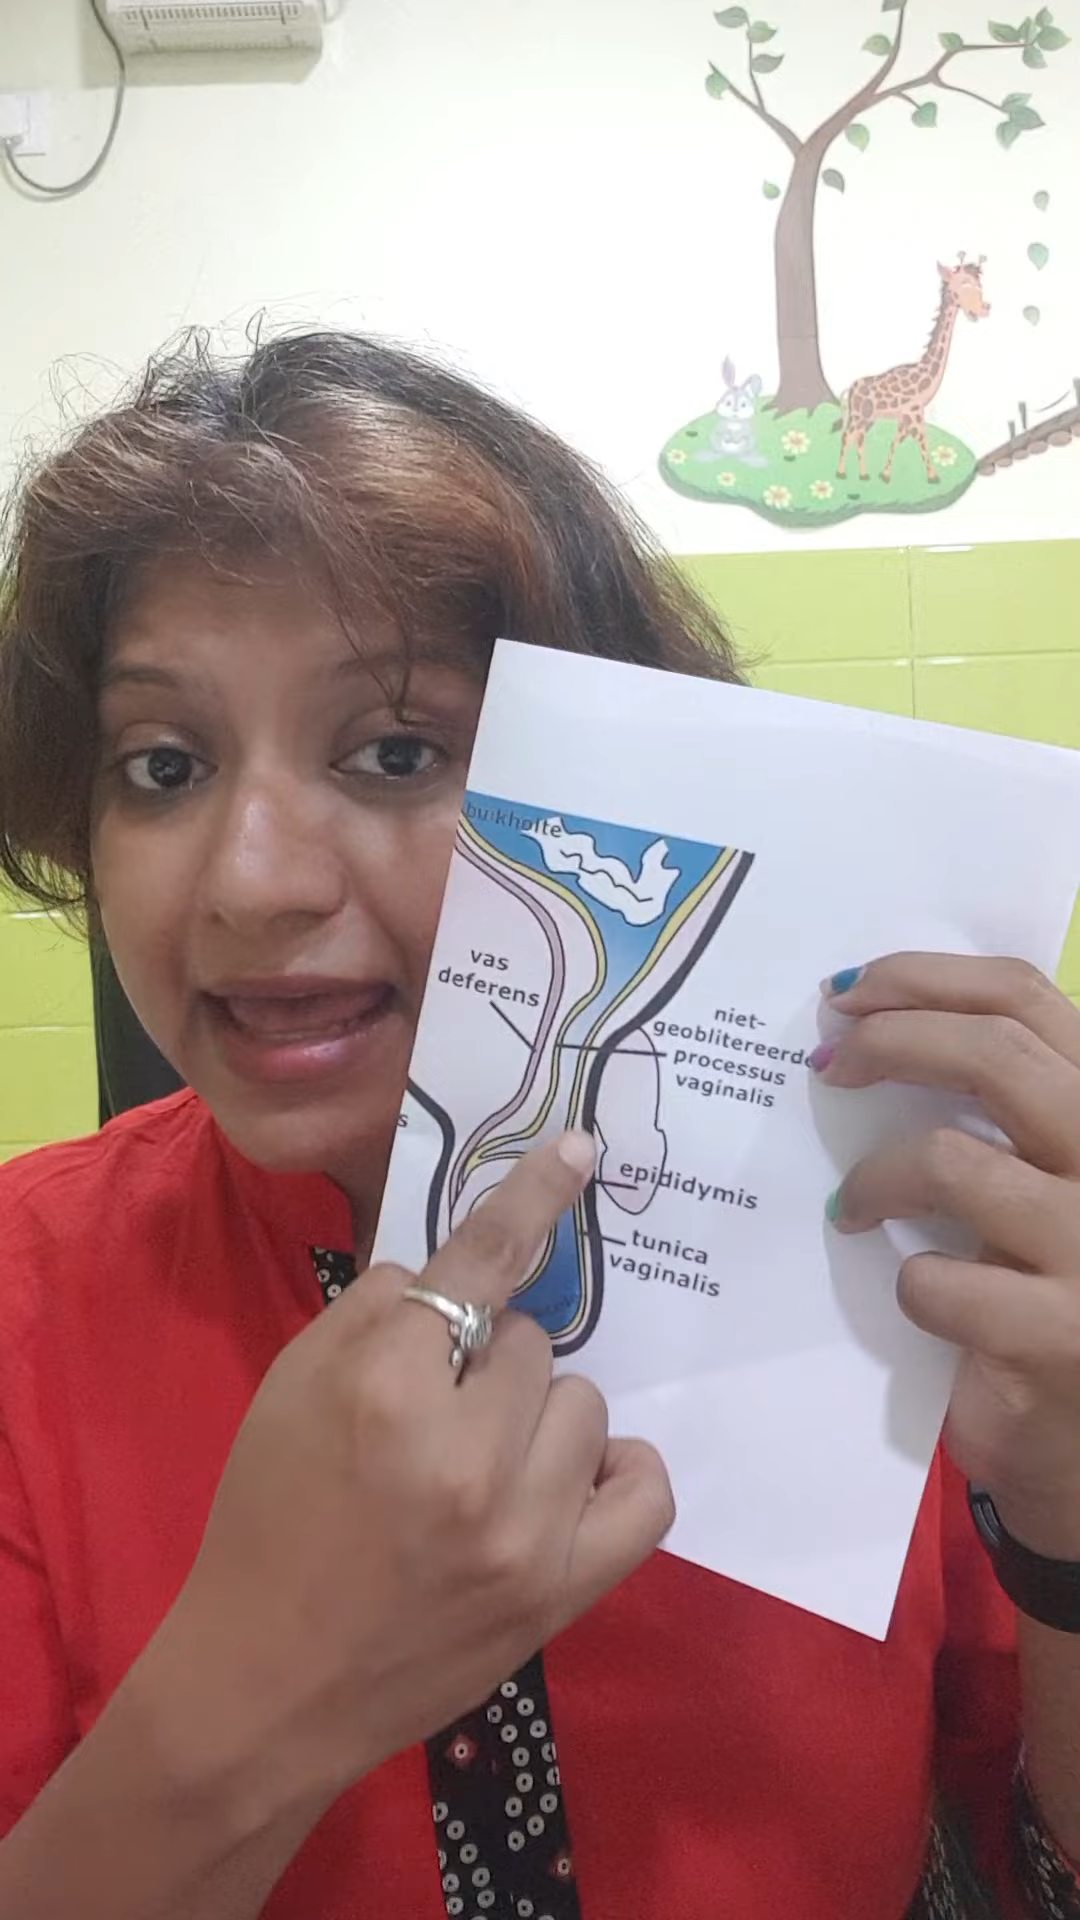 buikholte
vas
deferens
niet-
geoblitereerde
processus
vaginalis
s
epididymis
tunica
vaginalis